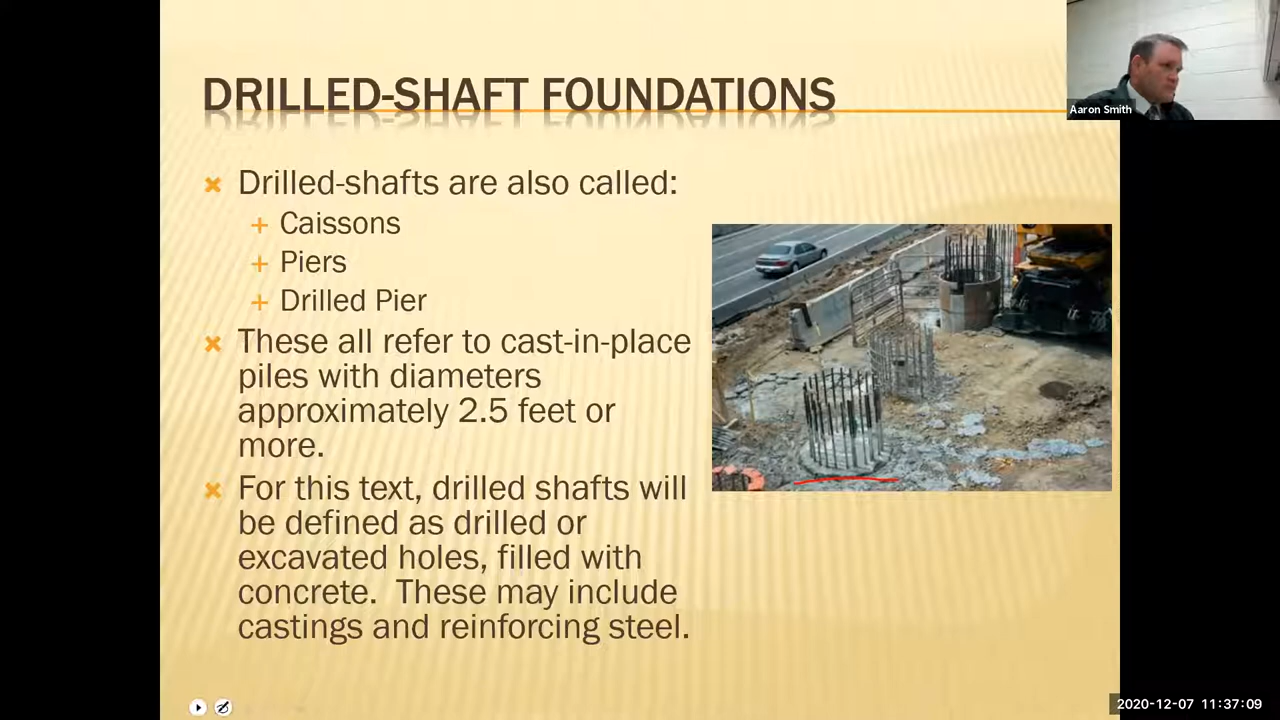 DRILLED-SHAFT FOUNDATIONS
Aaron Smith
Drilled-shafts are also called:
Caissons
Piers
Drilled Pier
These all refer to cast-in-place
piles with diameters
approximately 2.5 feet or
more.
For this text, drilled shafts will
be defined as drilled or
excavated holes, filled with
concrete.  These may include
castings and reinforcing steel.
2020-12-07 11:37:09